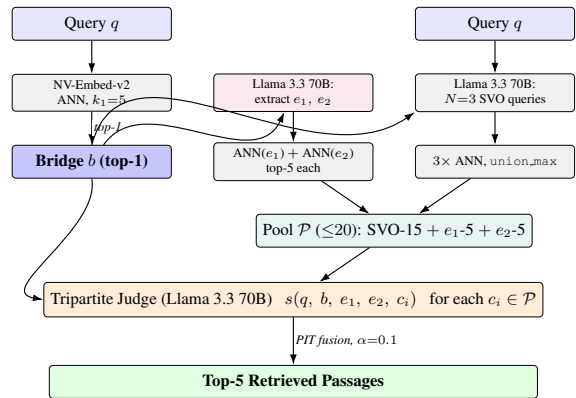 Query q
Query q
NV-Embed-v2
ANN, k₁=5
Llama 3.3 70B:
extract e₁, e₂
Llama 3.3 70B:
N=3 SVO queries
top-1
Bridge b (top-1)
ANN(e₁) + ANN(e₂)
top-5 each
3× ANN, union_max
Pool 𝒫 (≤20): SVO-15 + e₁-5 + e₂-5
Tripartite Judge (Llama 3.3 70B) s(q, b, e₁, e₂, cᵢ) for each cᵢ ∈ 𝒫
PIT fusion, α=0.1
Top-5 Retrieved Passages